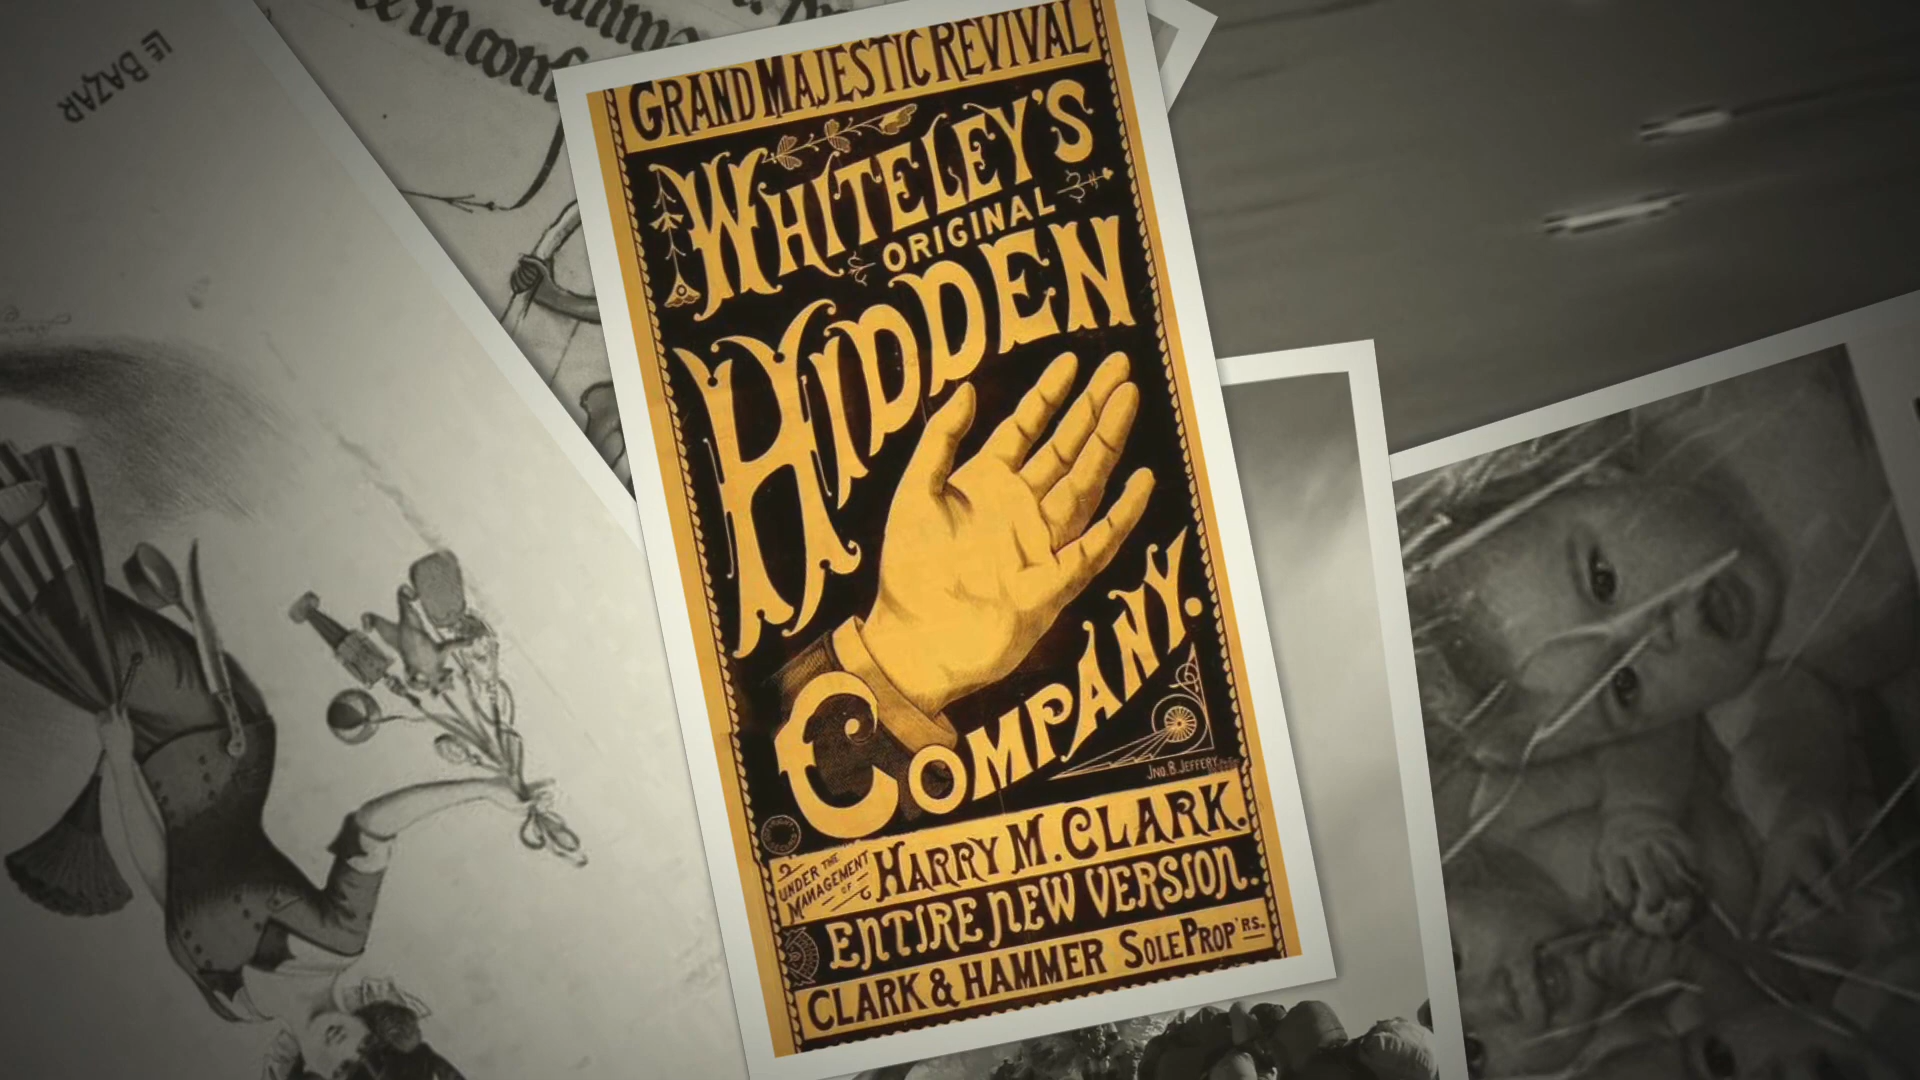 LE BAZAR
GRAND MAJESTIC REVIVAL
WHITELEY'S
ORIGINAL
HIDDEN
COMPANY.
JNO. B. JEFFERY
UNDER THE
MANAGEMENT
OF
HARRY M. CLARK.
ENTIRE NEW VERSION.
CLARK & HAMMER SOLE PROP'RS.